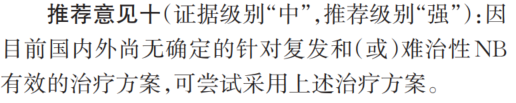 推荐意见十(证据级别“中”,推荐级别“强”):因
目前国内外尚无确定的针对复发和(或)难治性NB
有效的治疗方案,可尝试采用上述治疗方案。